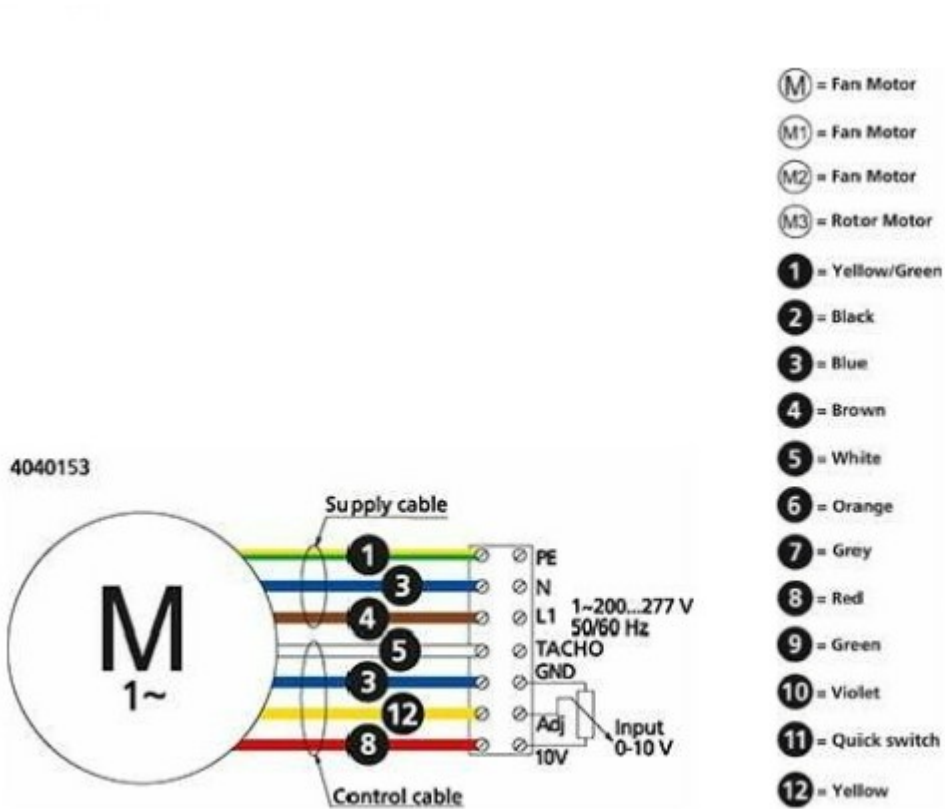 M = Fan Motor
M1 = Fan Motor
M2 = Fan Motor
M3 = Rotor Motor
1 = Yellow/Green
2 = Black
3 = Blue
4 = Brown
5 = White
6 = Orange
7 = Grey
8 = Red
9 = Green
10 = Violet
11 = Quick switch
12 = Yellow
4040153
Supply cable
M
1~
1
3
4
5
3
12
8
PE
N
L1
1~200...277 V
50/60 Hz
TACHO
GND
Adj
10V
Input
0-10 V
Control cable